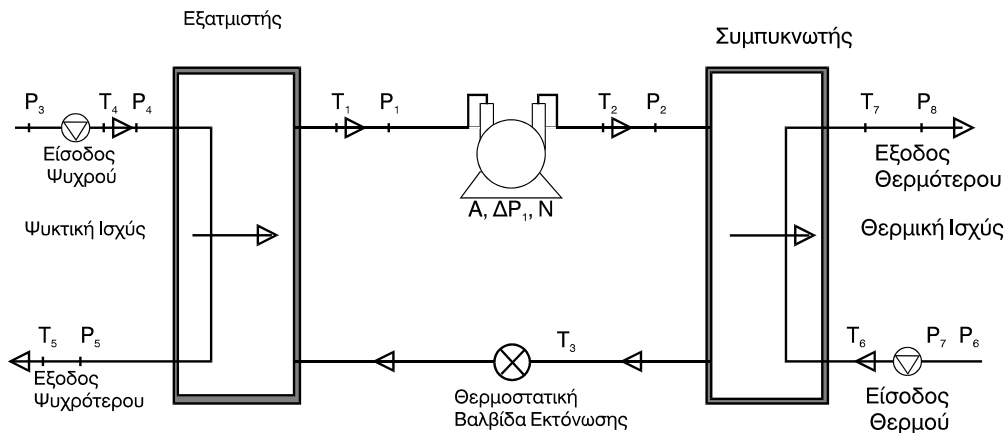 Εξατμιστής
Συμπυκνωτής
P3 T4 P4
T1 P1
T2 P2
T7 P8
Είσοδος
Ψυχρού
Εξοδος
Θερμότερου
A, ΔP1, N
Ψυκτική Ισχύς
Θερμική Ισχύς
T5 P5
T3
T6 P7 P6
Εξοδος
Ψυχρότερου
Θερμοστατική
Βαλβίδα Εκτόνωσης
Είσοδος
Θερμού